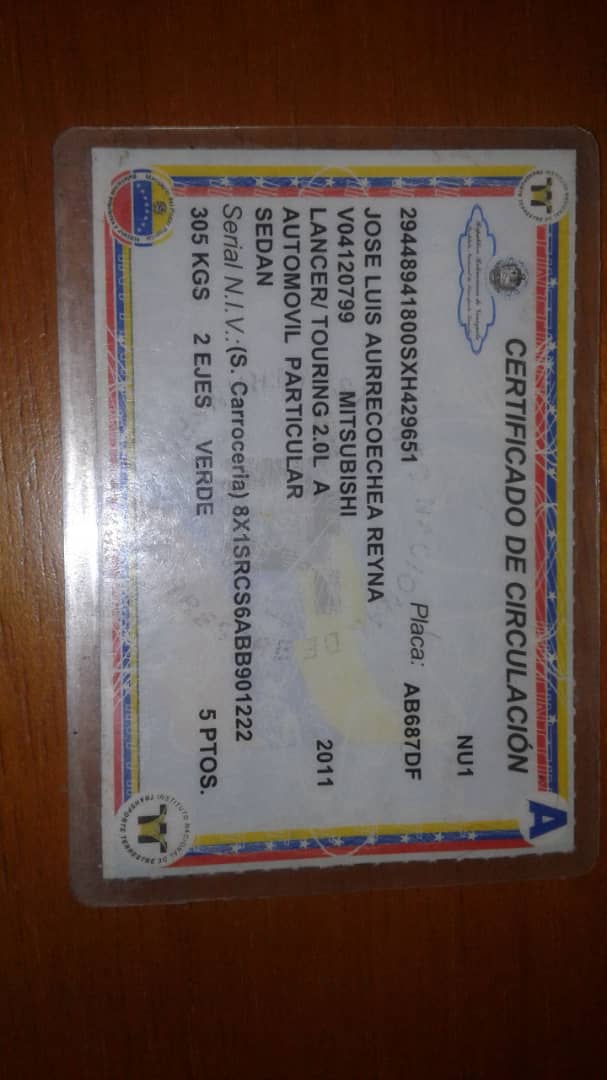 República Bolivariana de Venezuela
CERTIFICADO DE CIRCULACIÓN
A
NU1
29448941800SXH429651 Placa: AB687DF
JOSE LUIS AURRECOECHEA REYNA
V04120799 MITSUBISHI
LANCER/ TOURING 2.0L A 2011
AUTOMOVIL PARTICULAR
SEDAN
Serial N.I.V.:(S. Carrocería) 8X1SRCS6ABB901222
305 KGS 2 EJES VERDE 5 PTOS.
INSTITUTO NACIONAL DE TRANSPORTE TERRESTRE